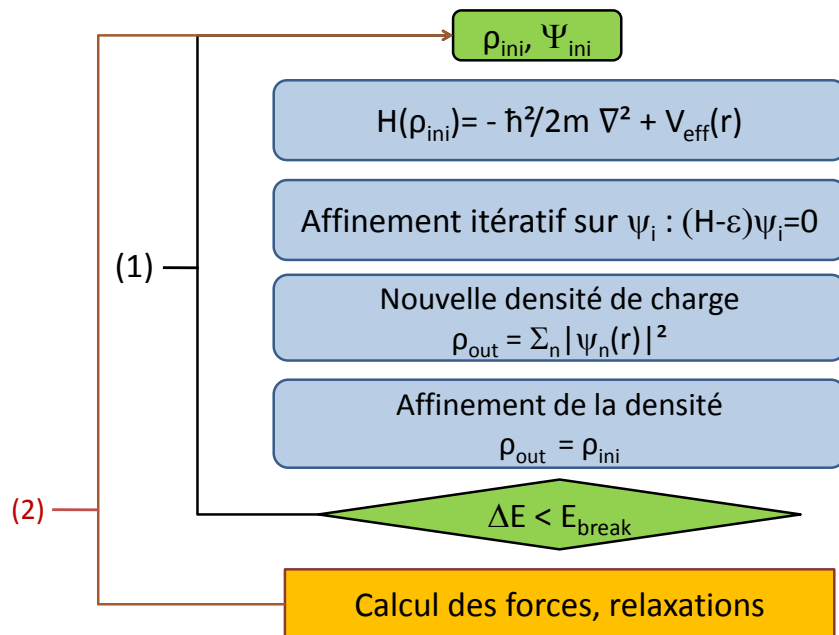 ρini, Ψini
H(ρini)= - ħ²/2m ∇² + Veff(r)
Affinement itératif sur ψi : (H-ε)ψi=0
(1)
Nouvelle densité de charge
ρout = Σn|ψn(r)|²
Affinement de la densité
ρout = ρini
(2)
ΔE < Ebreak
Calcul des forces, relaxations